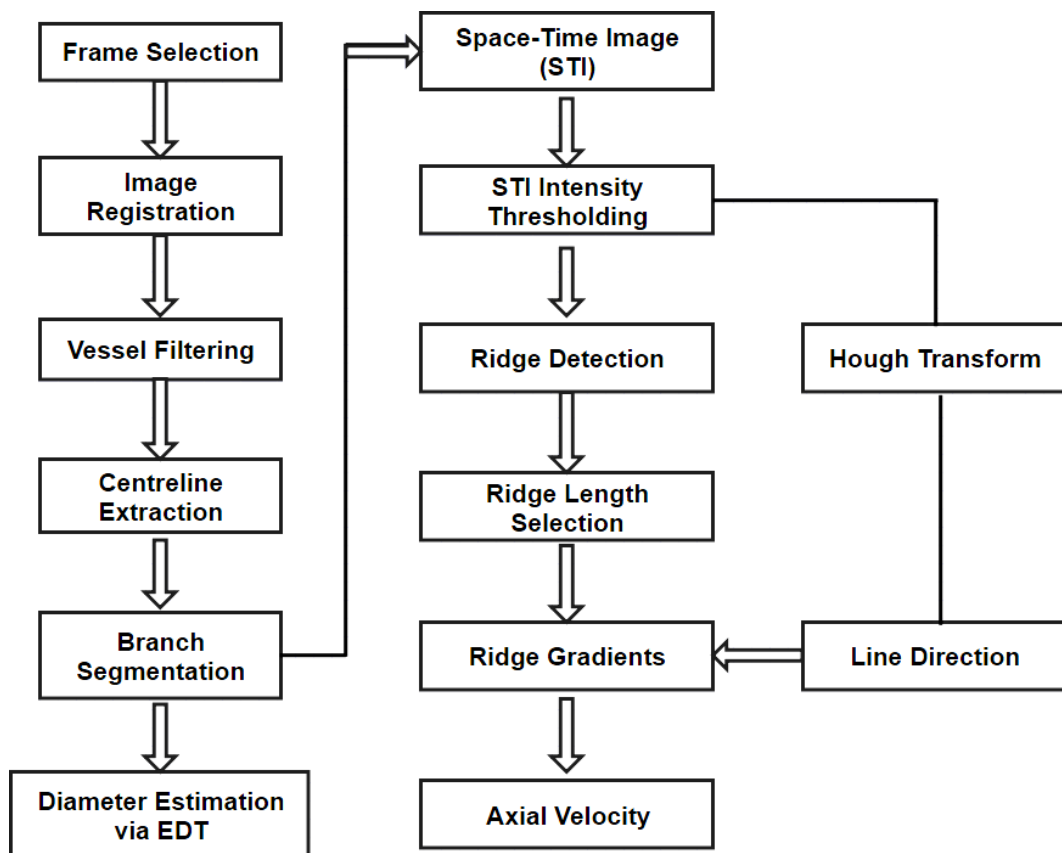 Frame Selection
Image
Registration
Vessel Filtering
Centreline
Extraction
Branch
Segmentation
Diameter Estimation
via EDT
Space-Time Image
(STI)
STI Intensity
Thresholding
Ridge Detection
Ridge Length
Selection
Ridge Gradients
Axial Velocity
Hough Transform
Line Direction